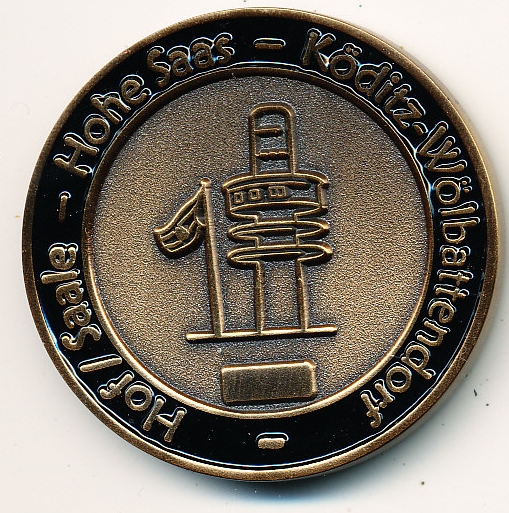 Hof / Saale - Hohe Saas - Köditz-Wölbattendorf -